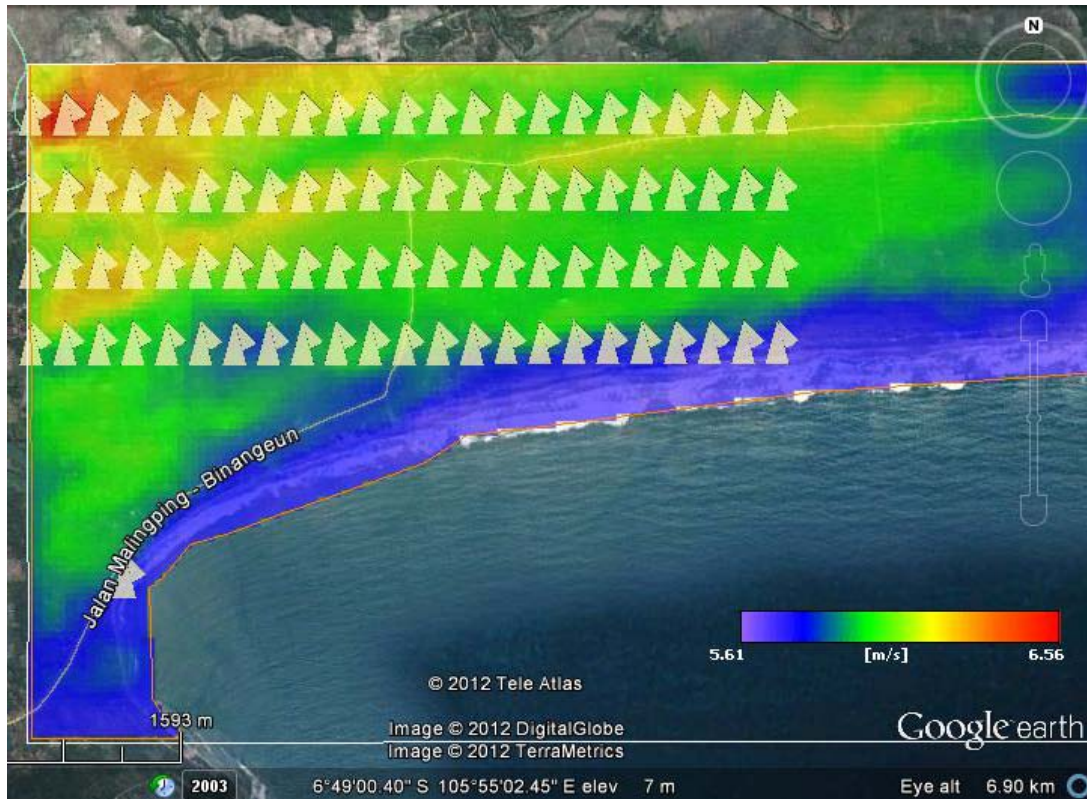 N
Jalan Malingping - Binangeun
5.61 [m/s] 6.56
© 2012 Tele Atlas
1593 m
Image © 2012 DigitalGlobe
Image © 2012 TerraMetrics
Google earth
2003 6°49'00.40" S 105°55'02.45" E elev 7 m Eye alt 6.90 km